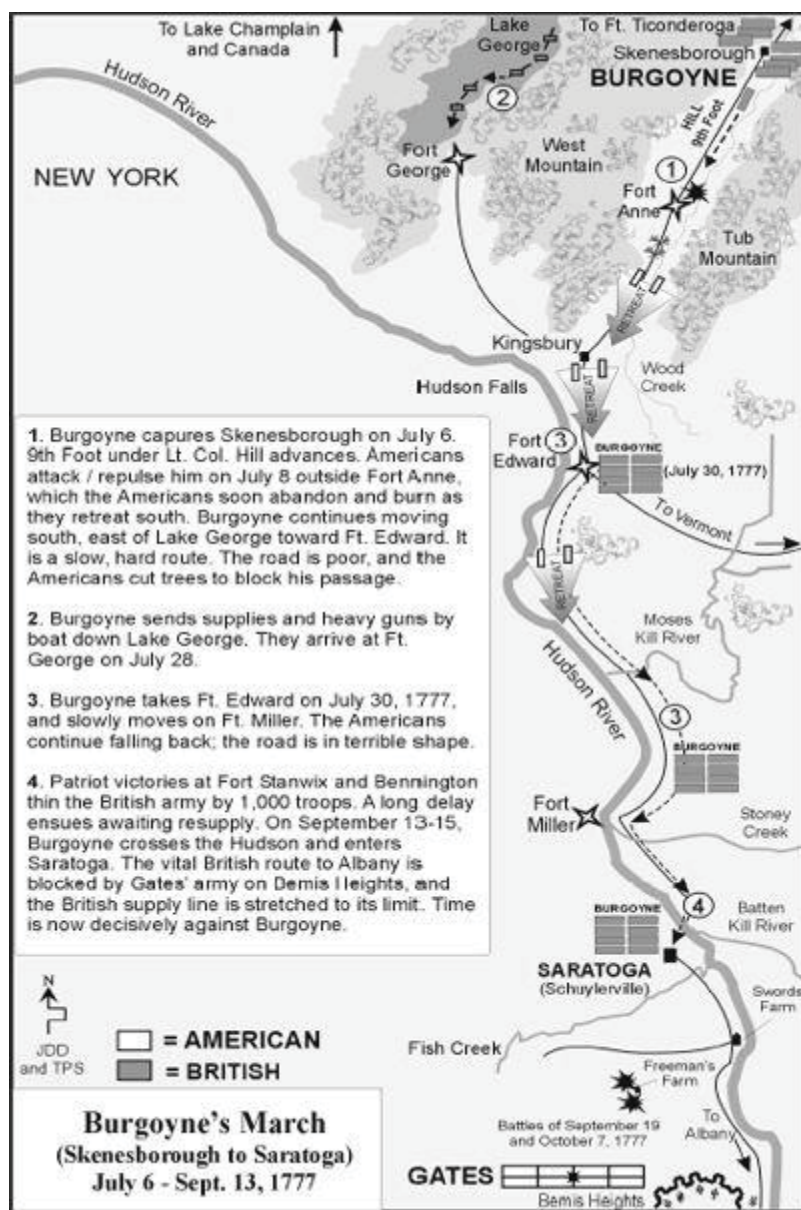 To Lake Champlain
and Canada
Lake
George
To Ft. Ticonderoga
Skenesborough
BURGOYNE
Hudson River
2
HILL
9th Foot
NEW YORK
Fort
George
West
Mountain
1
Fort
Anne
Tub
Mountain
RETREAT
Kingsbury
Wood
Creek
Hudson Falls
RETREAT
Fort
Edward
3
BURGOYNE
(July 30, 1777)
To Vermont
RETREAT
Moses
Kill River
Hudson River
3
BURGOYNE
Fort
Miller
Stoney
Creek
4
BURGOYNE
Batten
Kill River
SARATOGA
(Schuylerville)
Swords
Farm
Fish Creek
Freeman's
Farm
Battles of September 19
and October 7, 1777
To
Albany
GATES
Bemis Heights
1. Burgoyne capures Skenesborough on July 6.
9th Foot under Lt. Col. Hill advances. Americans
attack / repulse him on July 8 outside Fort Anne,
which the Americans soon abandon and burn as
they retreat south. Burgoyne continues moving
south, east of Lake George toward Ft. Edward. It
is a slow, hard route. The road is poor, and the
Americans cut trees to block his passage.
2. Burgoyne sends supplies and heavy guns by
boat down Lake George. They arrive at Ft.
George on July 28.
3. Burgoyne takes Ft. Edward on July 30, 1777,
and slowly moves on Ft. Miller. The Americans
continue falling back; the road is in terrible shape.
4. Patriot victories at Fort Stanwix and Bennington
thin the British army by 1,000 troops. A long delay
ensues awaiting resupply. On September 13-15,
Burgoyne crosses the Hudson and enters
Saratoga. The vital British route to Albany is
blocked by Gates' army on Bemis Heights, and
the British supply line is stretched to its limit. Time
is now decisively against Burgoyne.
N
JDD
and TPS
= AMERICAN
= BRITISH
Burgoyne's March
(Skenesborough to Saratoga)
July 6 - Sept. 13, 1777